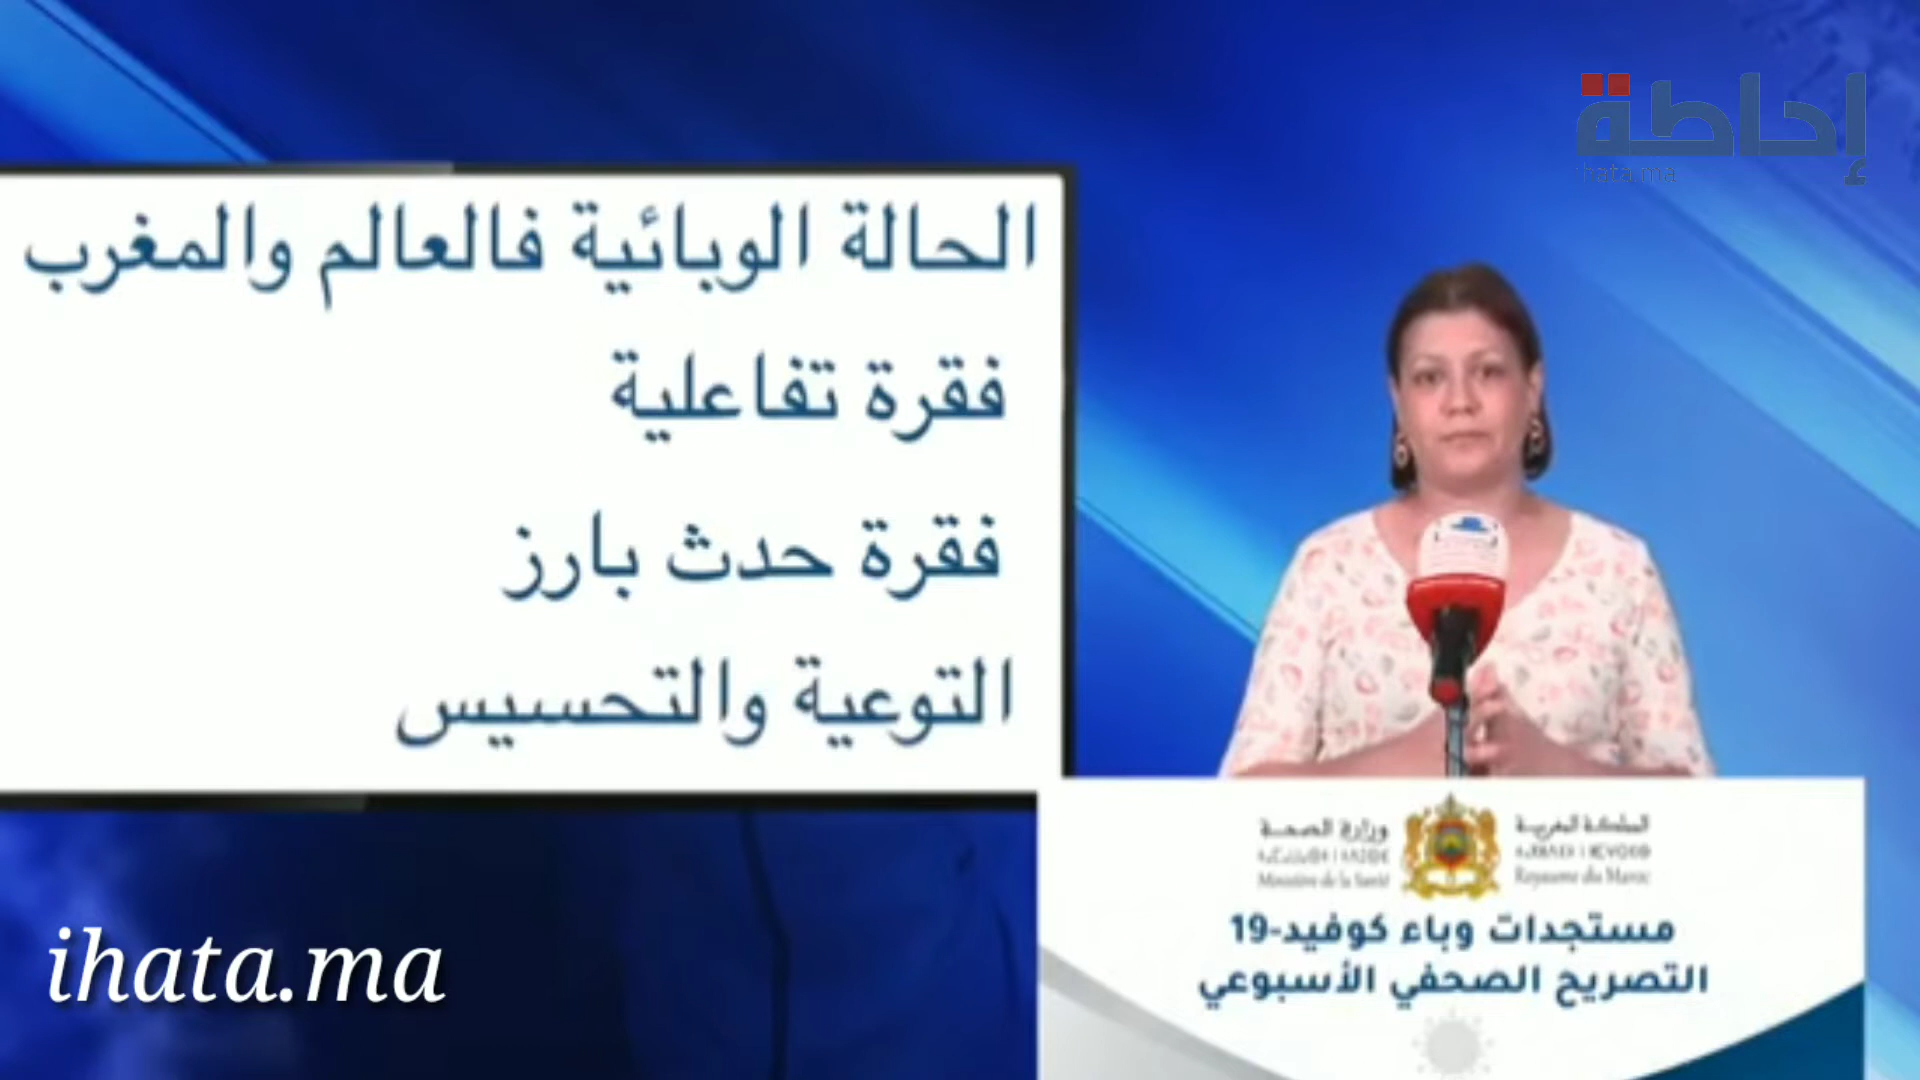 إحاطة
ihata.ma
الحالة الوبائية فالعالم والمغرب
فقرة تفاعلية
فقرة حدث بارز
التوعية والتحسيس
المملكة المغربية
وزارة الصحة
Royaume du Maroc
Ministère de la Santé
مستجدات وباء كوفيد-19
التصريح الصحفي الأسبوعي
ihata.ma